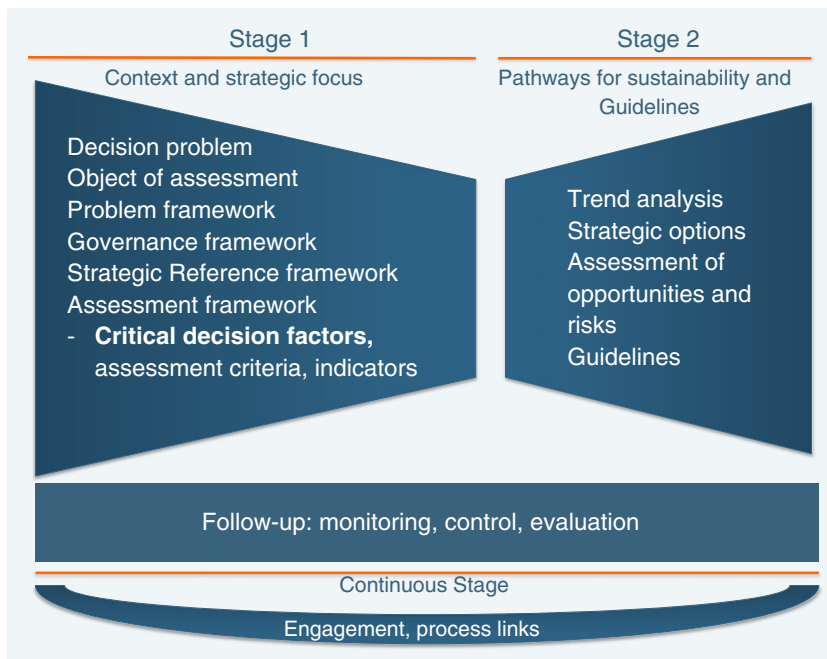 Stage 1
Context and strategic focus
Decision problem
Object of assessment
Problem framework
Governance framework
Strategic Reference framework
Assessment framework
- Critical decision factors,
assessment criteria, indicators
Stage 2
Pathways for sustainability and
Guidelines
Trend analysis
Strategic options
Assessment of
opportunities and
risks
Guidelines
Follow-up: monitoring, control, evaluation
Continuous Stage
Engagement, process links